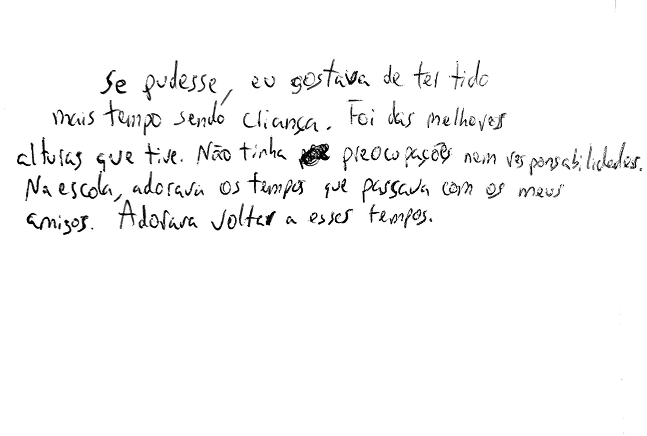 Se pudesse, eu gostava de ter tido
mais tempo sendo criança. Foi das melhores
alturas que tive. Não tinha preocupações nem responsabilidades.
Na escola, adorava os tempos que passava com os meus
amigos. Adorava voltar a esses tempos.